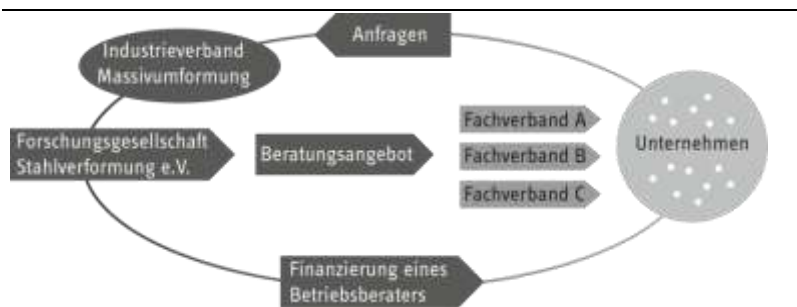 Anfragen
Industrieverband
Massivumformung
Forschungsgesellschaft
Stahlverformung e.V.
Beratungsangebot
Fachverband A
Fachverband B
Fachverband C
Unternehmen
Finanzierung eines
Betriebsberaters